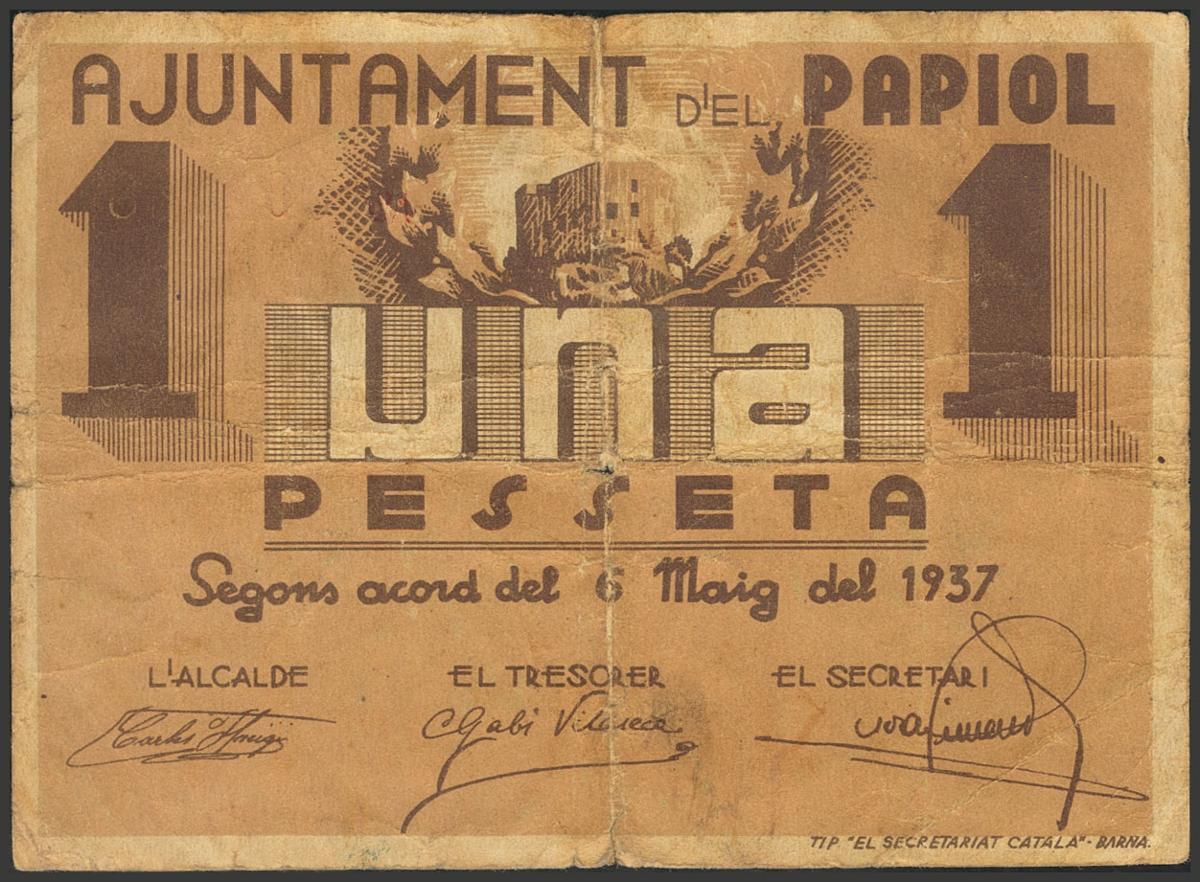 AJUNTAMENT D'EL PAPIOL
1 1
una
PESSETA
Segons acord del 6 Maig del 1937
L'ALCALDE EL TRESORER EL SECRETARI
Carles
TIP "EL SECRETARIAT CATALA" - BARNA.